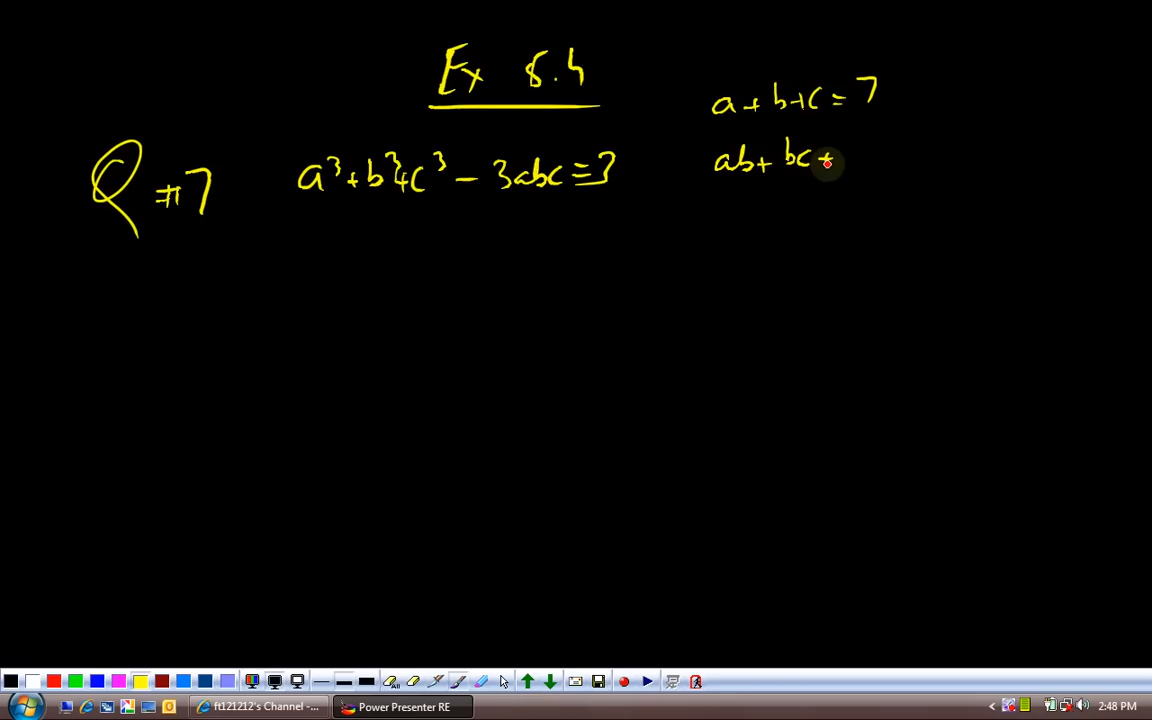 Ex 8.4
a + b + c = 7
Q #7 a³ + b³ + c³ - 3abc = ?
ab + bc +
ft121212's Channel -...
Power Presenter RE
2:48 PM